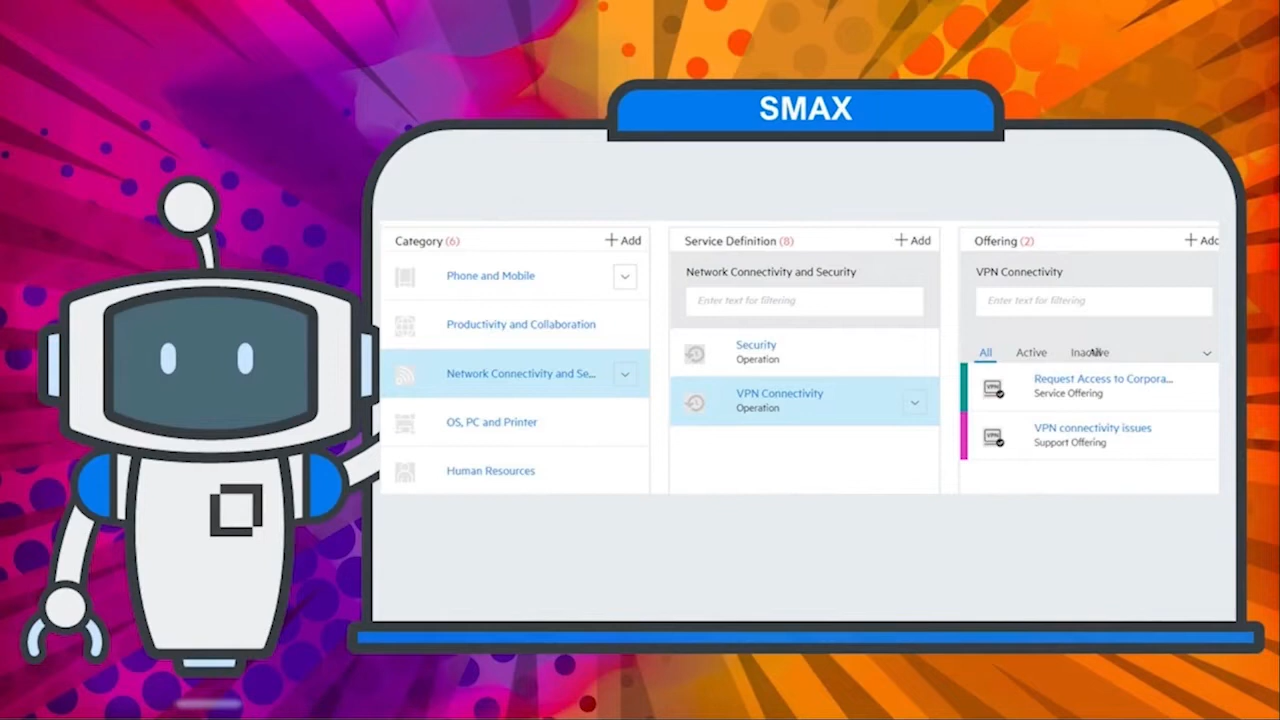 SMAX
Category (6)
Add
Phone and Mobile
Productivity and Collaboration
Network Connectivity and Se...
OS, PC and Printer
Human Resources
Service Definition (8)
Add
Network Connectivity and Security
Enter text for filtering
Security
Operation
VPN Connectivity
Operation
Offering (2)
Add
VPN Connectivity
Enter text for filtering
All Active Inactive
Request Access to Corpora...
Service Offering
VPN connectivity issues
Support Offering